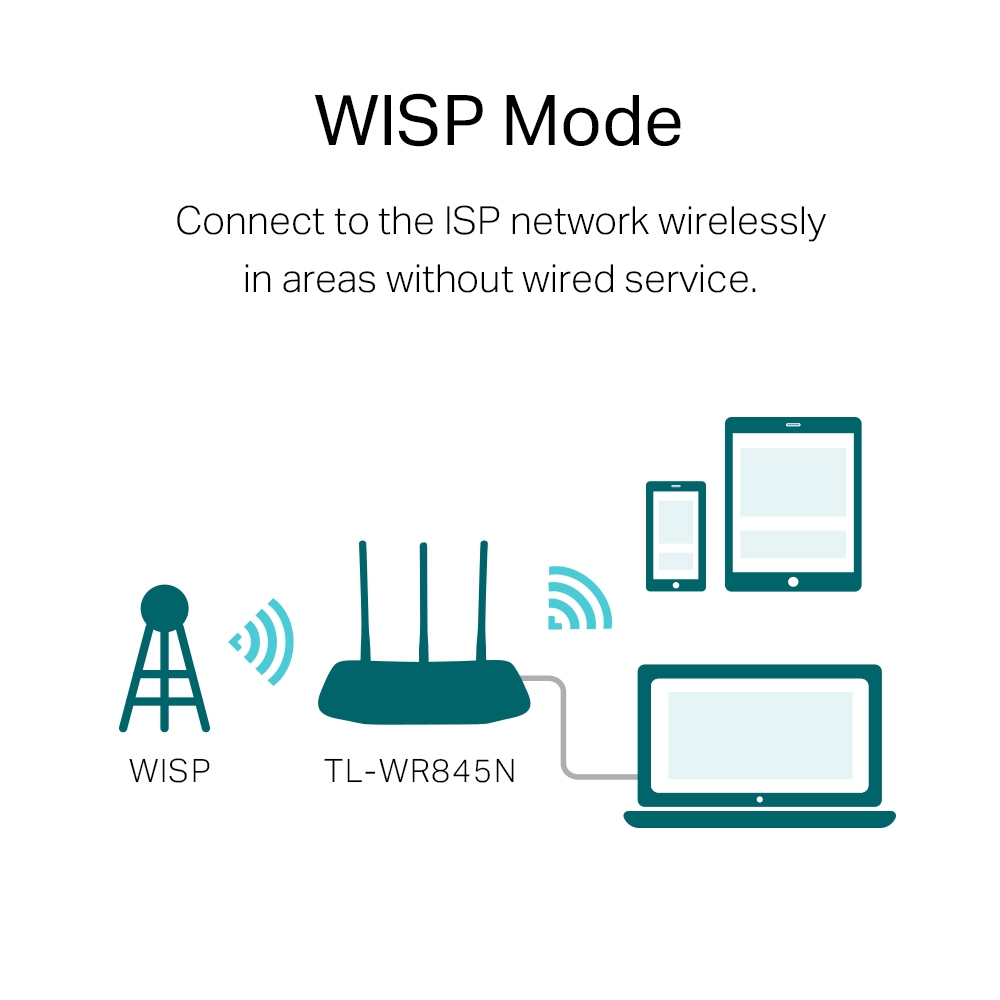 WISP Mode
Connect to the ISP network wirelessly
in areas without wired service.
WISP
TL-WR845N